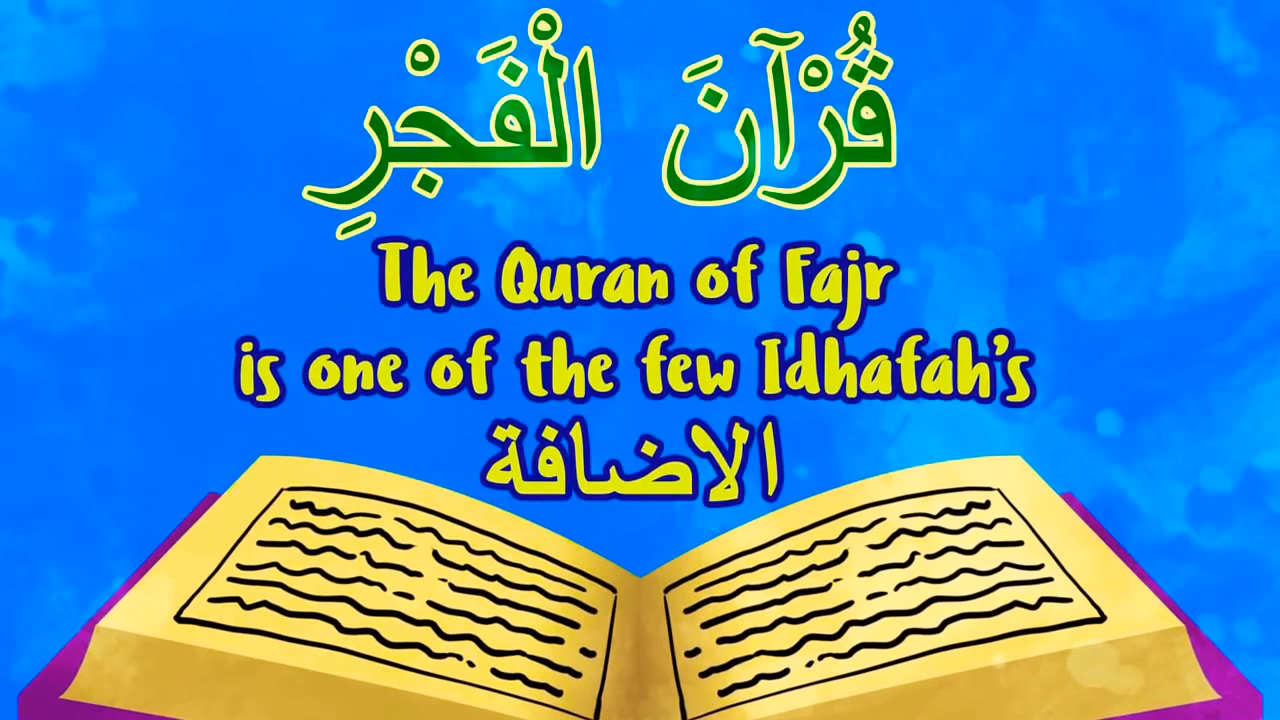 قُرْآنَ الْفَجْرِ
The Quran of Fajr
is one of the few Idhafah's
الاضافة